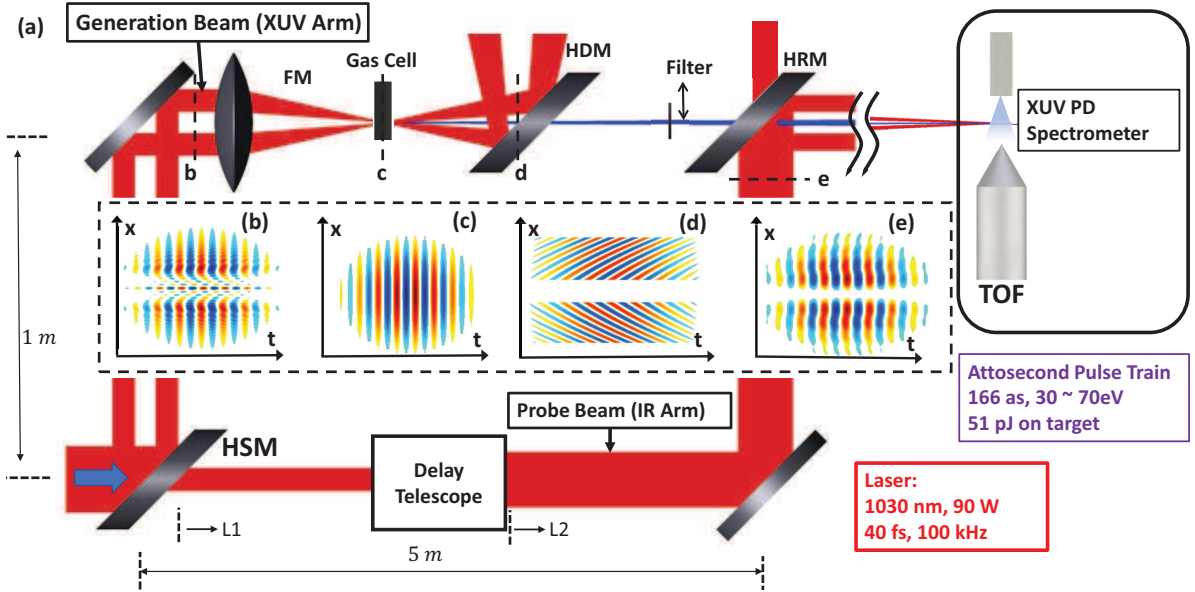 (a)
Generation Beam (XUV Arm)
FM
Gas Cell
HDM
Filter
HRM
XUV PD
Spectrometer
TOF
b
c
d
e
1 m
(b)
x
t
(c)
x
t
(d)
x
t
(e)
x
t
Attosecond Pulse Train
166 as, 30 ~ 70eV
51 pJ on target
Probe Beam (IR Arm)
HSM
Delay
Telescope
L1
L2
5 m
Laser:
1030 nm, 90 W
40 fs, 100 kHz